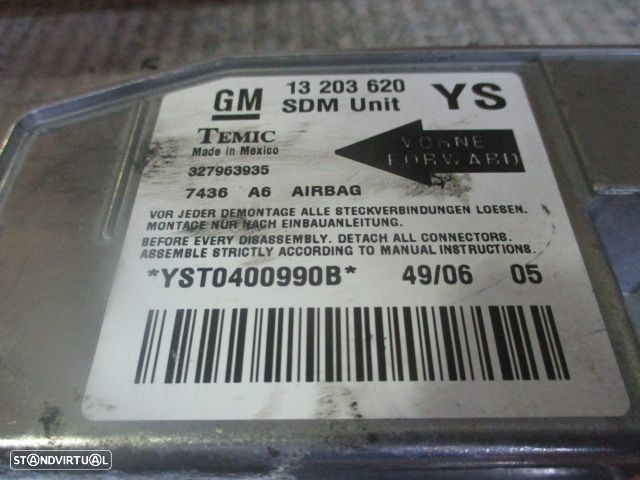 GM 13 203 620 YS
SDM Unit
TEMIC
Made in Mexico
VORNE
FORWARD
327963935
7436 A6 AIRBAG
VOR JEDER DEMONTAGE ALLE STECKVERBINDUNGEN LOESEN.
MONTAGE NUR NACH EINBAUANLEITUNG.
BEFORE EVERY DISASSEMBLY. DETACH ALL CONNECTORS.
ASSEMBLE STRICTLY ACCORDING TO MANUAL INSTRUCTIONS.
*YST0400990B* 49/06 05
STANDVIRTUAL